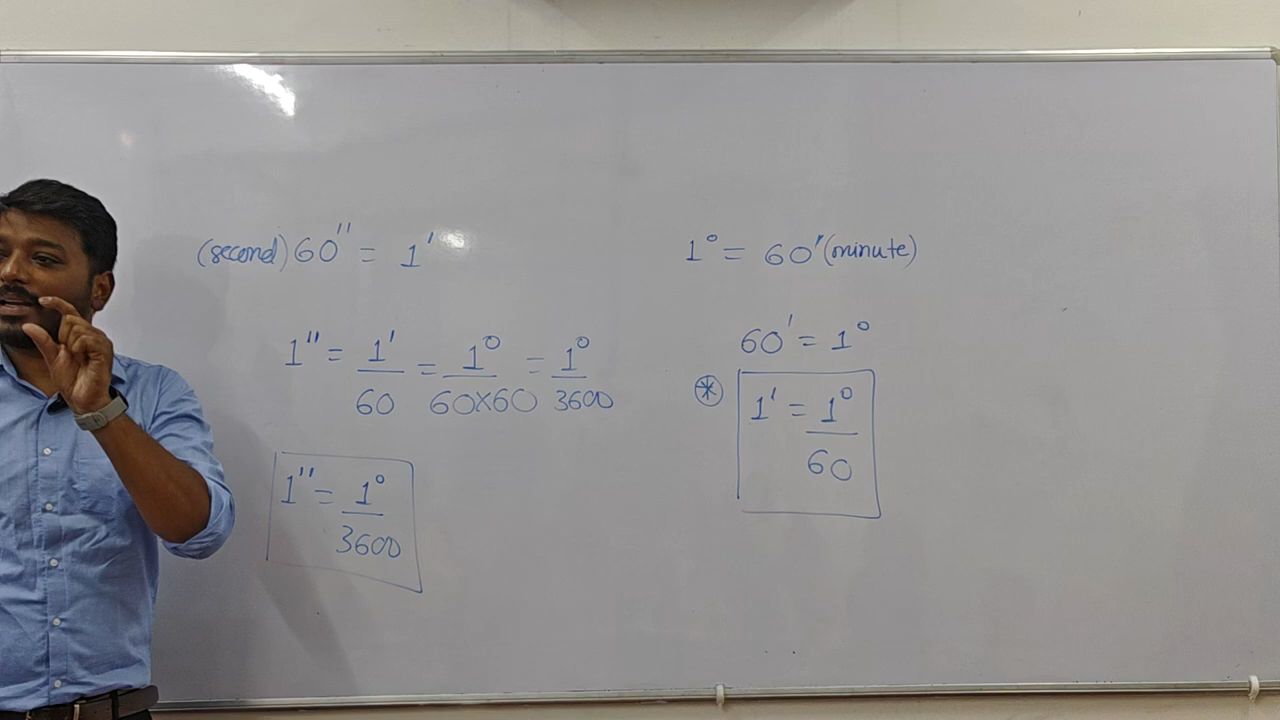 (second) 60'' = 1'
1'' = 1'/60 = 1°/60×60 = 1°/3600
1'' = 1°/3600
1° = 60' (minute)
60' = 1°
⊛ 1' = 1°/60